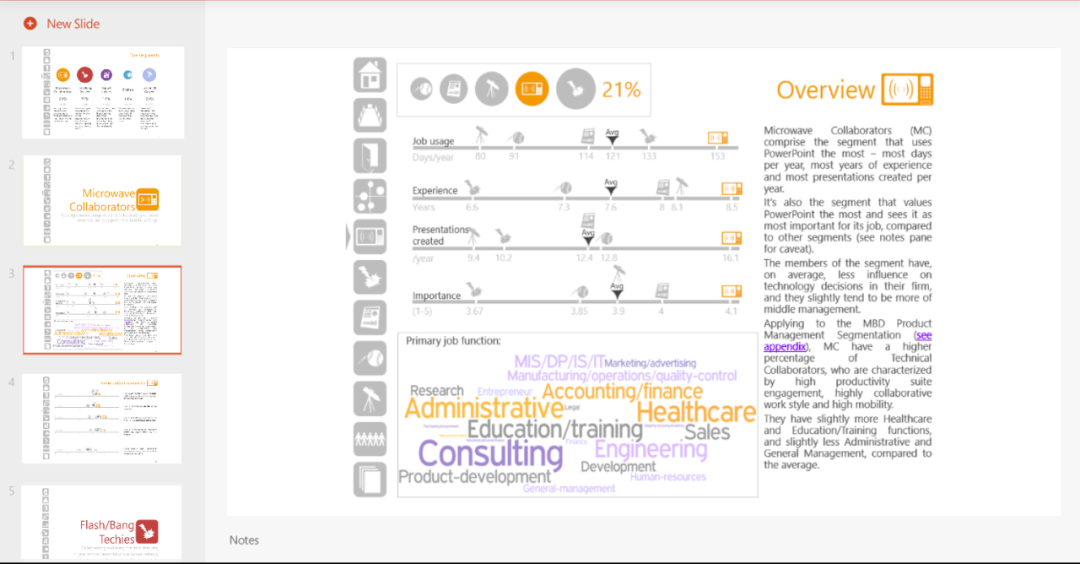 New Slide
1
2
Microwave
Collaborators
3
4
5
Flash/Bang
Techies
21%
Job usage
Avg
Days/year
80 91 114 121 133 153
Experience
Avg
Years
6.6 7.3 7.6 8 8.1 8.5
Presentations
created
Avg
/year
9.4 10.2 12.4 12.8 16.1
Importance
Avg
(1-5)
3.67 3.85 3.9 4 4.1
Primary job function:
MIS/DP/IS/IT Marketing/advertising
Manufacturing/operations/quality-control
Research Entrepreneur Accounting/finance
Administrative Legal Healthcare
Education/training Sales
Finance
Consulting Engineering
Development
Product-development Human-resources
General-management
Overview
Microwave Collaborators (MC)
comprise the segment that uses
PowerPoint the most – most days
per year, most years of experience
and most presentations created per
year.
It's also the segment that values
PowerPoint the most and sees it as
most important for its job, compared
to other segments (see notes pane
for caveat).
The members of the segment have,
on average, less influence on
technology decisions in their firm,
and they slightly tend to be more of
middle management.
Applying to the MBD Product
Management Segmentation (see
appendix), MC have a higher
percentage of Technical
Collaborators, who are characterized
by high productivity suite
engagement, highly collaborative
work style and high mobility.
They have slightly more Healthcare
and Education/Training functions,
and slightly less Administrative and
General Management, compared to
the average.
Notes